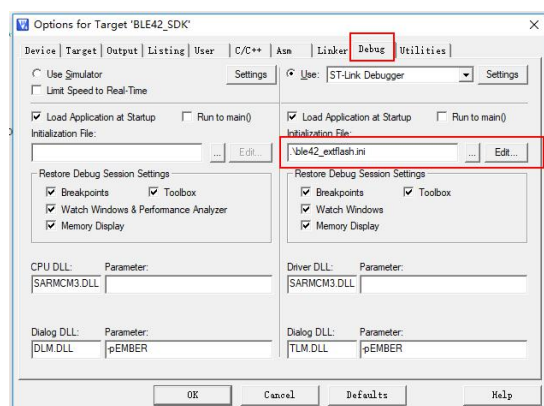 Options for Target 'BLE42_SDK'
Device | Target | Output | Listing | User | C/C++ | Asm | Linker | Debug | Utilities
Use Simulator Settings
Limit Speed to Real-Time
Use: ST-Link Debugger Settings
Load Application at Startup Run to main()
Initialization File:
... Edit...
Load Application at Startup Run to main()
Initialization File:
.\ble42_extflash.ini ... Edit...
Restore Debug Session Settings
Breakpoints Toolbox
Watch Windows & Performance Analyzer
Memory Display
Restore Debug Session Settings
Breakpoints Toolbox
Watch Windows
Memory Display
CPU DLL: Parameter:
SARMCM3.DLL
Driver DLL: Parameter:
SARMCM3.DLL
Dialog DLL: Parameter:
DLM.DLL -pEMBER
Dialog DLL: Parameter:
TLM.DLL -pEMBER
OK Cancel Defaults Help